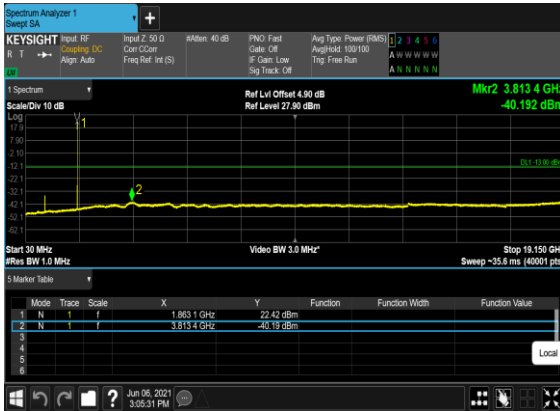 Spectrum Analyzer 1
Swept SA
+
KEYSIGHT Input: RF Input Z: 50 Ω #Atten: 40 dB PNO: Fast Avg Type: Power (RMS) 1 2 3 4 5 6
R T Coupling: DC Corr CCorr Gate: Off Avg|Hold: 100/100 A W W W W W
Align: Auto Freq Ref: Int (S) IF Gain: Low Trig: Free Run
Sig Track: Off A N N N N N
1 Spectrum Ref Lvl Offset 4.90 dB Mkr2 3.813 4 GHz
Scale/Div 10 dB Ref Level 27.90 dBm -40.192 dBm
Log
17.9 1
7.90
-2.10
-12.1 DL1 -13.00 dBm
-22.1
-32.1 2
-42.1
-52.1
-62.1
Start 30 MHz Video BW 3.0 MHz* Stop 19.150 GH
#Res BW 1.0 MHz Sweep ~35.6 ms (40001 pts
5 Marker Table
Mode Trace Scale X Y Function Function Width Function Value
1 N 1 f 1.863 1 GHz 22.42 dBm
2 N 1 f 3.813 4 GHz -40.19 dBm
3
4
5
6
Local
? Jun 06, 2021
3:05:31 PM